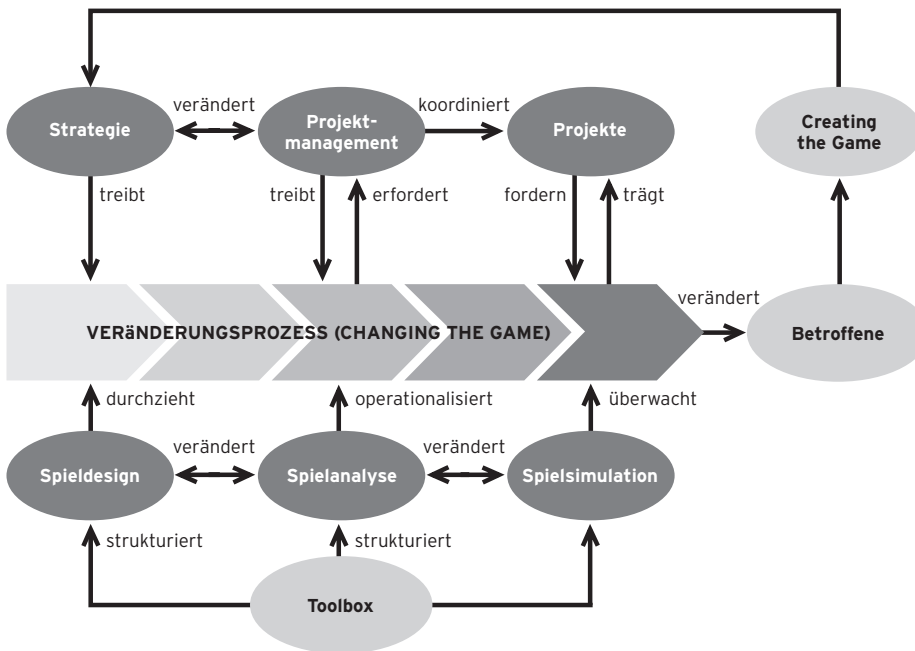 verändert
koordiniert
Strategie
Projekt-
management
Projekte
Creating
the Game
treibt
treibt
erfordert
fordern
trägt
verändert
VERäNDERUNGSPROZESS (CHANGING THE GAME)
Betroffene
durchzieht
operationalisiert
überwacht
verändert
verändert
Spieldesign
Spielanalyse
Spielsimulation
strukturiert
strukturiert
Toolbox